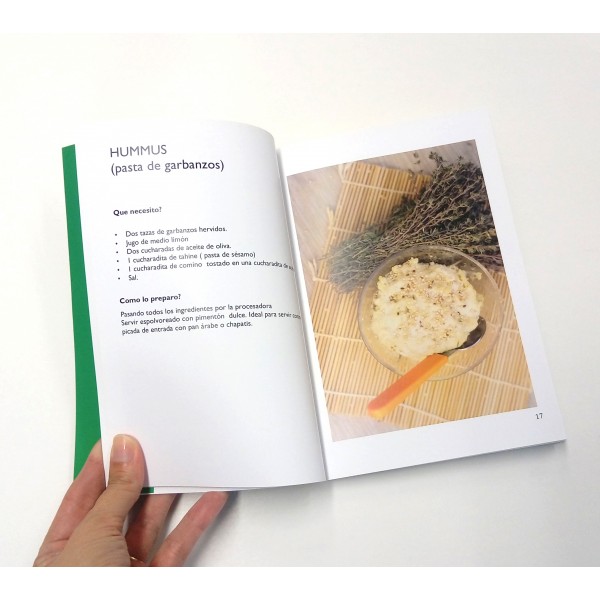 HUMMUS
(pasta de garbanzos)
Que necesito?
• Dos tazas de garbanzos hervidos.
• Jugo de medio limón
• Dos cucharadas de aceite de oliva.
• 1 cucharadita de tahine ( pasta de sésamo)
• 1 cucharadita de comino tostado en una cucharadita de
• Sal.
Como lo preparo?
Pasando todos los ingredientes por la procesadora
Servir espolvoreado con pimentón dulce. Ideal para servir
picada de entrada con pan árabe o chapatis.
17